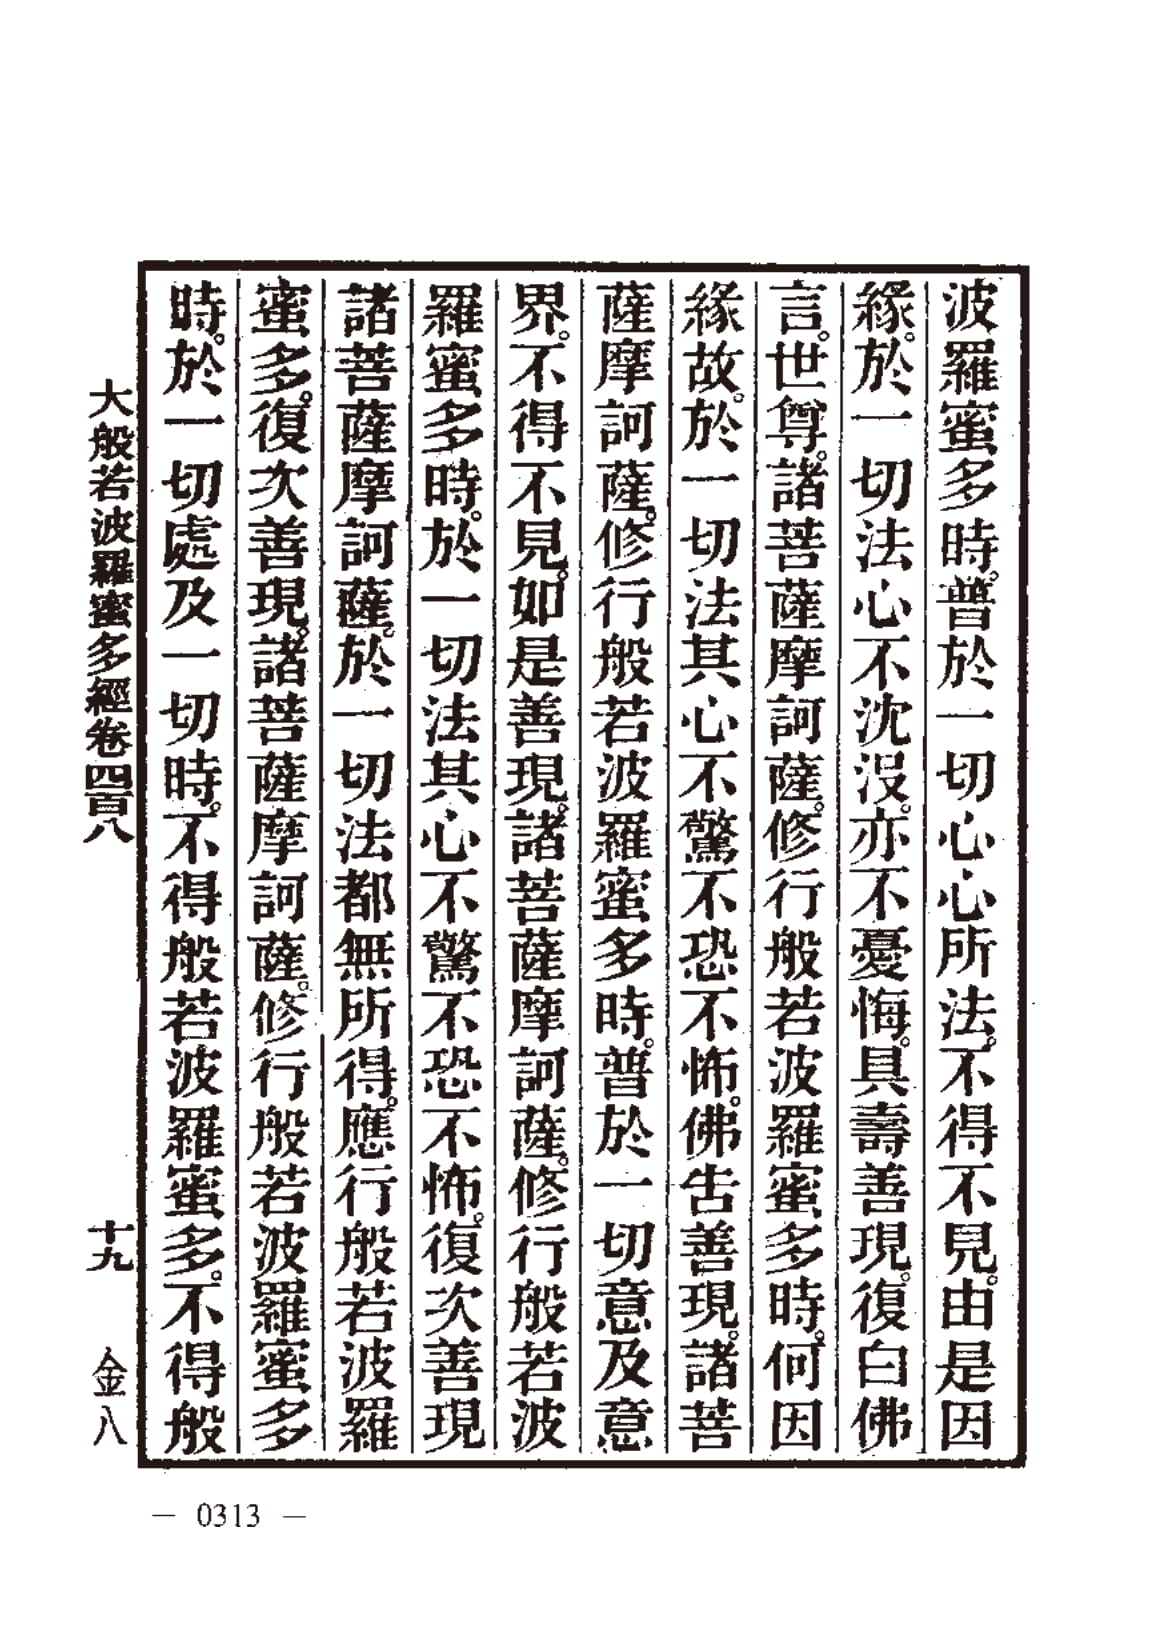 波羅蜜多時。普於一切心心所法。不得不見。由是因
緣。於一切法心不沈沒。亦不憂悔。具壽善現。復白佛
言。世尊。諸菩薩摩訶薩。修行般若波羅蜜多時。何因
緣故。於一切法其心不驚不恐不怖。佛告善現。諸菩
薩摩訶薩。修行般若波羅蜜多時。普於一切意及意
界。不得不見。如是善現。諸菩薩摩訶薩。修行般若波
羅蜜多時。於一切法其心不驚不恐不怖。復次善現
諸菩薩摩訶薩。於一切法都無所得。應行般若波羅
蜜多。復次善現。諸菩薩摩訶薩。修行般若波羅蜜多
時。於一切處及一切時。不得般若波羅蜜多。不得般
大般若波羅蜜多經卷四百八 十九 金八
— 0313 —